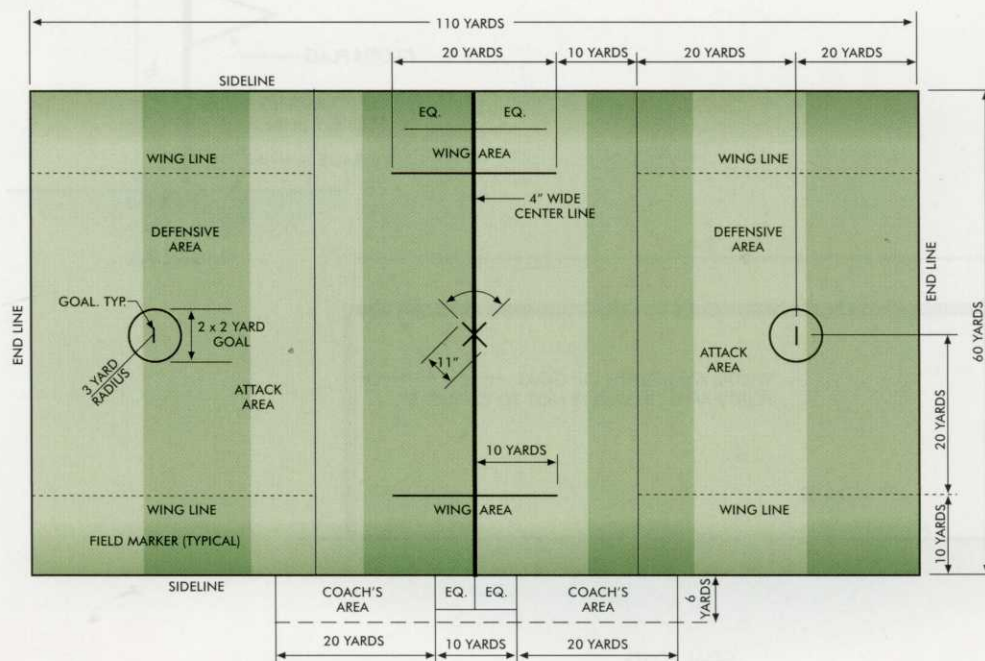 110 YARDS
20 YARDS
10 YARDS
20 YARDS
20 YARDS
SIDELINE
EQ.
EQ.
WING LINE
WING AREA
WING LINE
4" WIDE
CENTER LINE
DEFENSIVE
AREA
DEFENSIVE
AREA
END LINE
END LINE
60 YARDS
GOAL. TYP.
2 x 2 YARD
GOAL
3 YARD
RADIUS
11"
ATTACK
AREA
ATTACK
AREA
20 YARDS
10 YARDS
WING LINE
WING AREA
WING LINE
10 YARDS
FIELD MARKER (TYPICAL)
SIDELINE
COACH'S
AREA
EQ.
EQ.
COACH'S
AREA
6
YARDS
20 YARDS
10 YARDS
20 YARDS